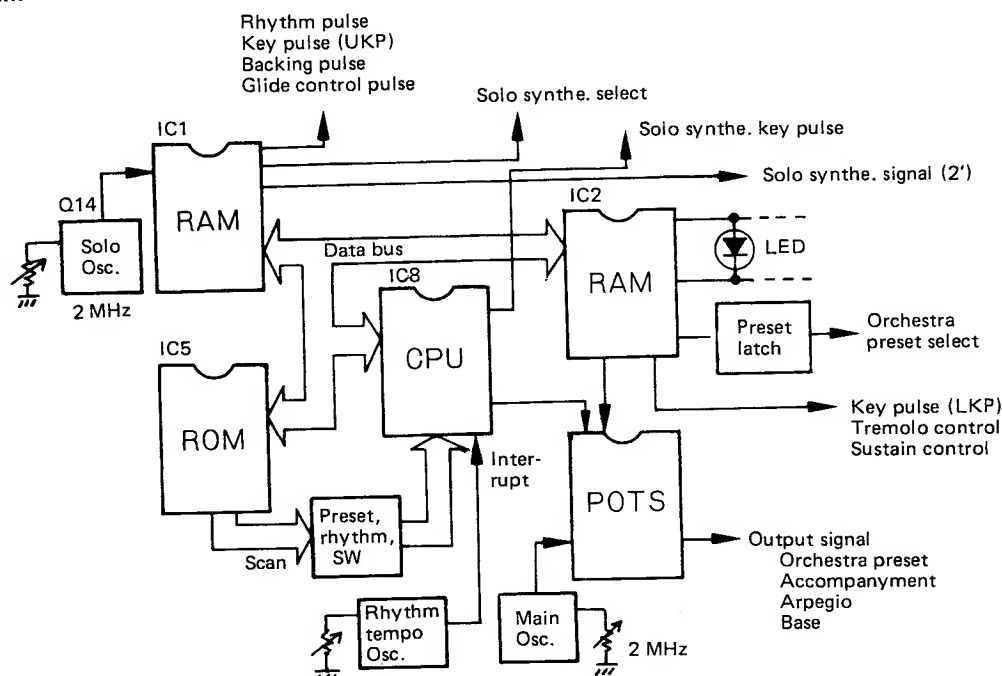 Rhythm pulse
Key pulse (UKP)
Backing pulse
Glide control pulse
Solo synthe. select
Solo synthe. key pulse
IC1
Solo synthe. signal (2')
Q14
RAM
IC2
Solo
Osc.
Data bus
RAM
LED
2 MHz
IC8
CPU
Preset
latch
Orchestra
preset select
IC5
ROM
Key pulse (LKP)
Tremolo control
Sustain control
Inter-
rupt
POTS
Preset,
rhythm,
SW
Scan
Output signal
Orchestra preset
Accompanyment
Arpegio
Base
Rhythm
tempo
Osc.
Main
Osc.
2 MHz